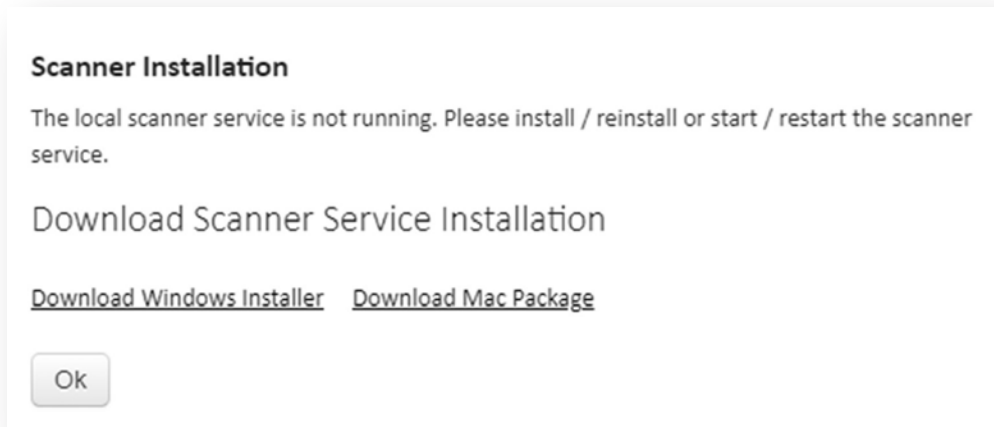 Scanner Installation
The local scanner service is not running. Please install / reinstall or start / restart the scanner
service.
Download Scanner Service Installation
Download Windows Installer Download Mac Package
Ok